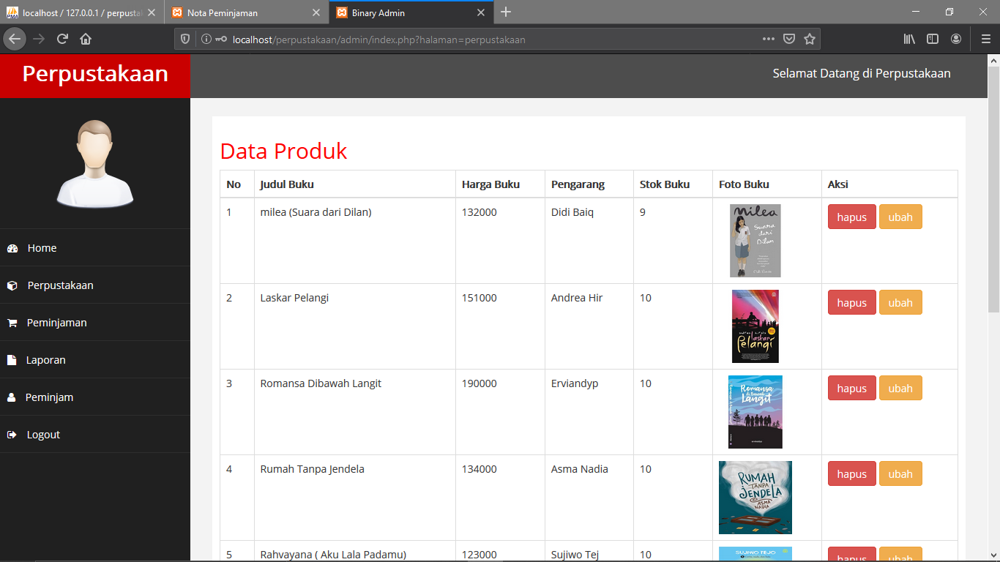 localhost / 127.0.0.1 / perpusta
Nota Peminjaman
Binary Admin
localhost/perpustakaan/admin/index.php?halaman=perpustakaan
Perpustakaan
Selamat Datang di Perpustakaan
Home
Perpustakaan
Peminjaman
Laporan
Peminjam
Logout
Data Produk
No Judul Buku Harga Buku Pengarang Stok Buku Foto Buku Aksi
1 milea (Suara dari Dilan) 132000 Didi Baiq 9 hapus ubah
Milea
Suara
dari
Dilan
2 Laskar Pelangi 151000 Andrea Hir 10 hapus ubah
laskar
Pelangi
3 Romansa Dibawah Langit 190000 Erviandyp 10 hapus ubah
Romansa
di Bawah
Langit
4 Rumah Tanpa Jendela 134000 Asma Nadia 10 hapus ubah
RUMAH
TANPA
JENDELA
ASMA
NADIA
5 Rahvayana ( Aku Lala Padamu) 123000 Sujiwo Tej 10 hapus ubah
SUJIWO TEJO